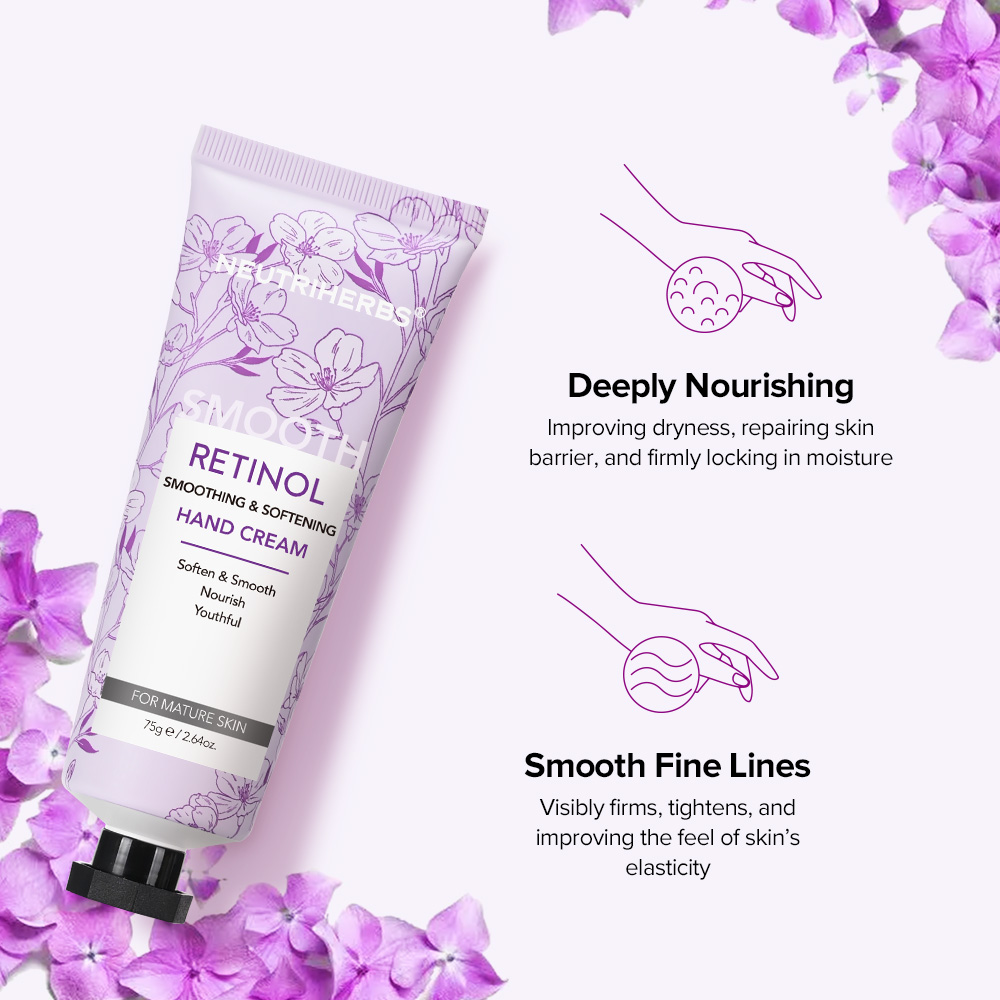 NEUTRIHERBS®
SMOOTH
RETINOL
SMOOTHING & SOFTENING
HAND CREAM
Soften & Smooth
Nourish
Youthful
FOR MATURE SKIN
75g ℮ / 2.64oz.
Deeply Nourishing
Improving dryness, repairing skin
barrier, and firmly locking in moisture
Smooth Fine Lines
Visibly firms, tightens, and
improving the feel of skin’s
elasticity